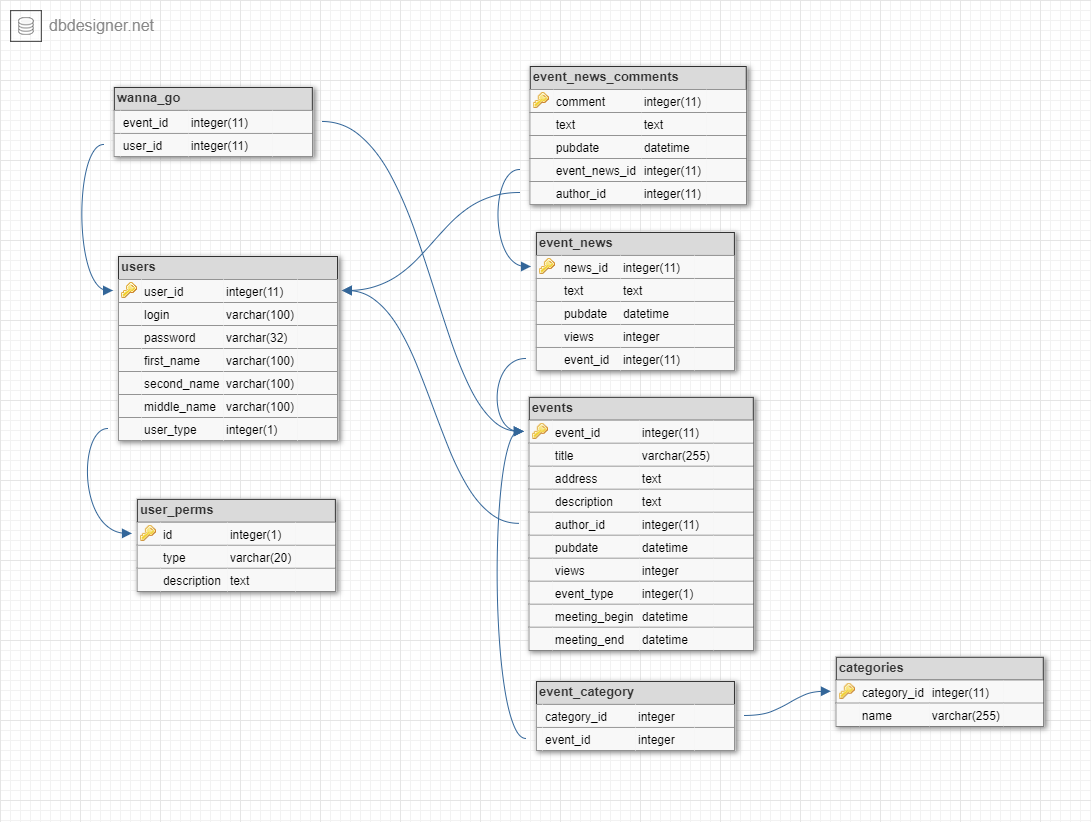 dbdesigner.net
wanna_go
event_id integer(11)
user_id integer(11)
users
user_id integer(11)
login varchar(100)
password varchar(32)
first_name varchar(100)
second_name varchar(100)
middle_name varchar(100)
user_type integer(1)
user_perms
id integer(1)
type varchar(20)
description text
event_news_comments
comment integer(11)
text text
pubdate datetime
event_news_id integer(11)
author_id integer(11)
event_news
news_id integer(11)
text text
pubdate datetime
views integer
event_id integer(11)
events
event_id integer(11)
title varchar(255)
address text
description text
author_id integer(11)
pubdate datetime
views integer
event_type integer(1)
meeting_begin datetime
meeting_end datetime
event_category
category_id integer
event_id integer
categories
category_id integer(11)
name varchar(255)